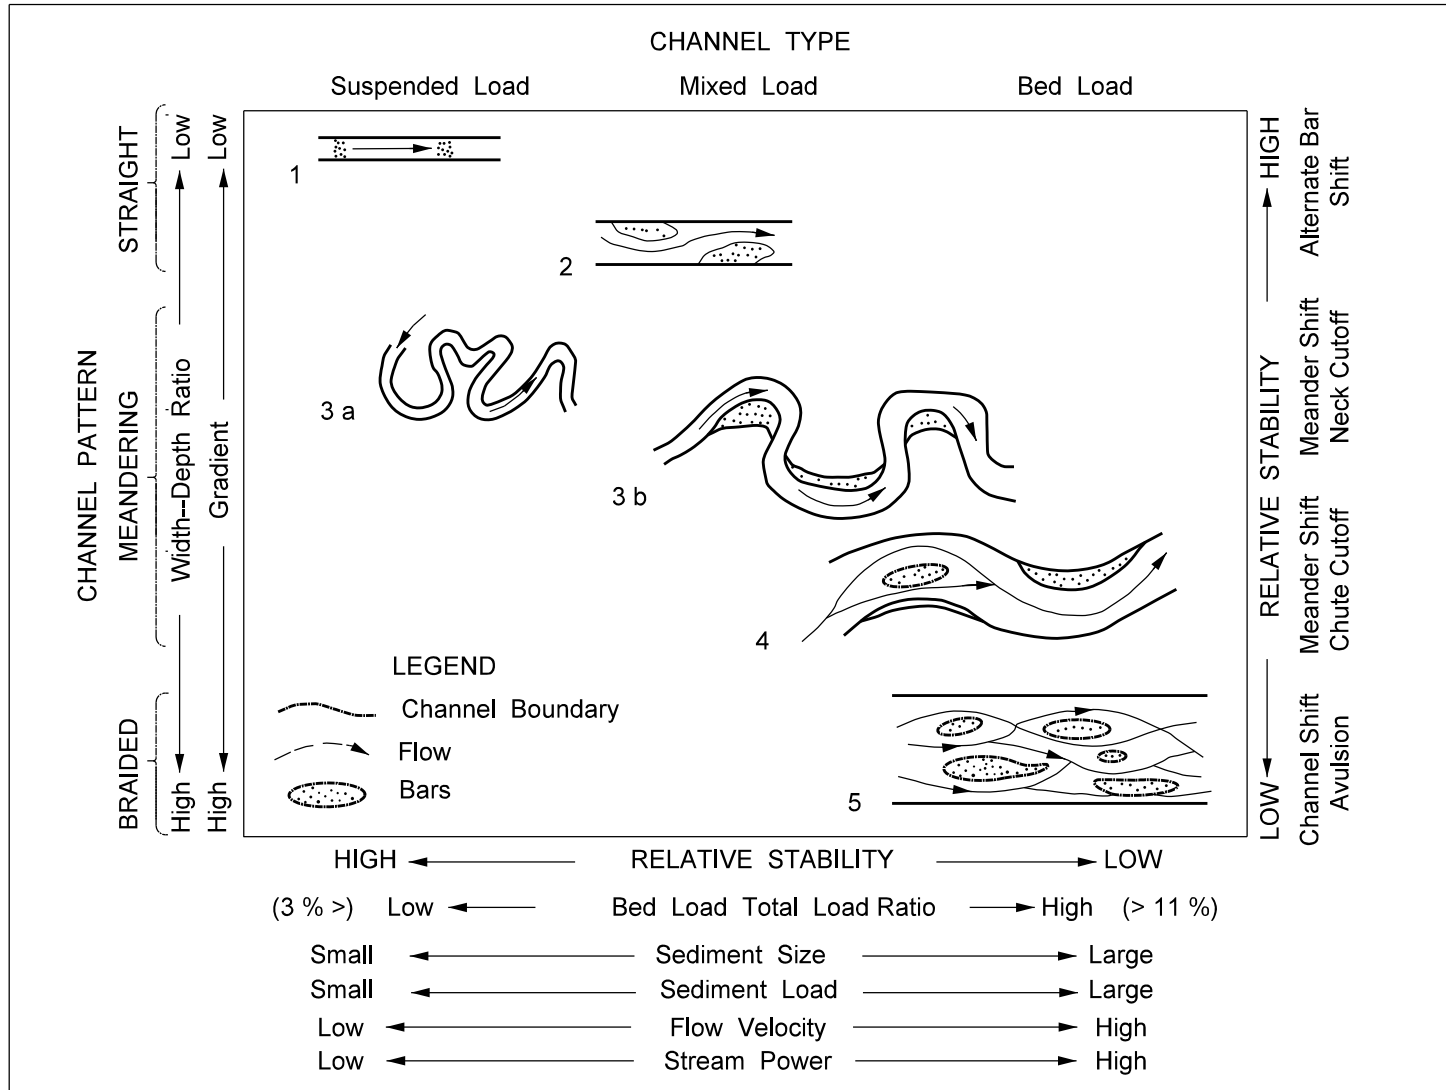 CHANNEL TYPE
Suspended Load
Mixed Load
Bed Load
CHANNEL PATTERN
STRAIGHT
MEANDERING
BRAIDED
Low
Width--Depth Ratio
High
Low
Gradient
High
1
2
3 a
3 b
4
5
LEGEND
Channel Boundary
Flow
Bars
HIGH
RELATIVE STABILITY
LOW
Alternate Bar
Shift
Meander Shift
Neck Cutoff
Meander Shift
Chute Cutoff
Channel Shift
Avulsion
HIGH RELATIVE STABILITY LOW
(3 % >) Low Bed Load Total Load Ratio High (> 11 %)
Small Sediment Size Large
Small Sediment Load Large
Low Flow Velocity High
Low Stream Power High